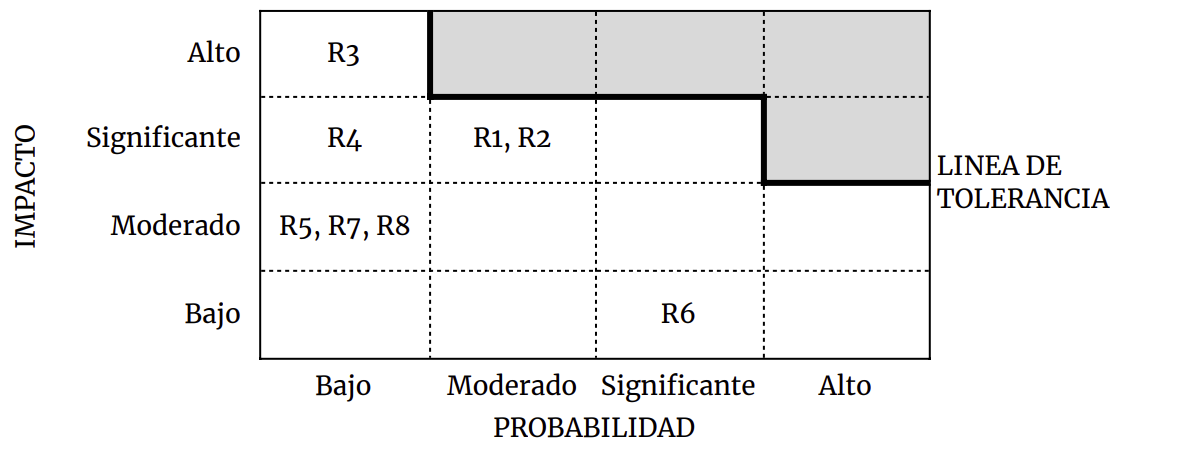 Alto R3
Significante R4 R1, R2
IMPACTO
Moderado R5, R7, R8
Bajo R6
LINEA DE
TOLERANCIA
Bajo Moderado Significante Alto
PROBABILIDAD